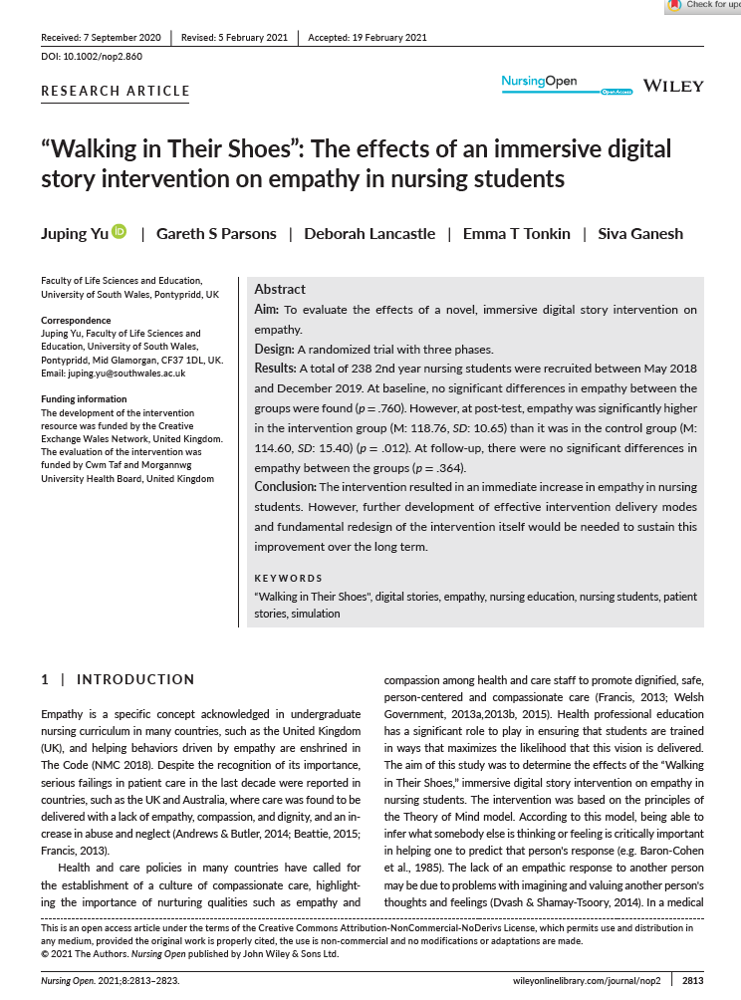 Check for upd
Received: 7 September 2020 | Revised: 5 February 2021 | Accepted: 19 February 2021
DOI: 10.1002/nop2.860
RESEARCH ARTICLE
NursingOpen
Open Access
WILEY
“Walking in Their Shoes”: The effects of an immersive digital
story intervention on empathy in nursing students
Juping Yu iD | Gareth S Parsons | Deborah Lancastle | Emma T Tonkin | Siva Ganesh
Faculty of Life Sciences and Education,
University of South Wales, Pontypridd, UK
Correspondence
Juping Yu, Faculty of Life Sciences and
Education, University of South Wales,
Pontypridd, Mid Glamorgan, CF37 1DL, UK.
Email: juping.yu@southwales.ac.uk
Funding information
The development of the intervention
resource was funded by the Creative
Exchange Wales Network, United Kingdom.
The evaluation of the intervention was
funded by Cwm Taf and Morgannwg
University Health Board, United Kingdom
Abstract
Aim: To evaluate the effects of a novel, immersive digital story intervention on
empathy.
Design: A randomized trial with three phases.
Results: A total of 238 2nd year nursing students were recruited between May 2018
and December 2019. At baseline, no significant differences in empathy between the
groups were found (p = .760). However, at post-test, empathy was significantly higher
in the intervention group (M: 118.76, SD: 10.65) than it was in the control group (M:
114.60, SD: 15.40) (p = .012). At follow-up, there were no significant differences in
empathy between the groups (p = .364).
Conclusion: The intervention resulted in an immediate increase in empathy in nursing
students. However, further development of effective intervention delivery modes
and fundamental redesign of the intervention itself would be needed to sustain this
improvement over the long term.
KEYWORDS
“Walking in Their Shoes”, digital stories, empathy, nursing education, nursing students, patient
stories, simulation
1 | INTRODUCTION
Empathy is a specific concept acknowledged in undergraduate
nursing curriculum in many countries, such as the United Kingdom
(UK), and helping behaviors driven by empathy are enshrined in
The Code (NMC 2018). Despite the recognition of its importance,
serious failings in patient care in the last decade were reported in
countries, such as the UK and Australia, where care was found to be
delivered with a lack of empathy, compassion, and dignity, and an in-
crease in abuse and neglect (Andrews & Butler, 2014; Beattie, 2015;
Francis, 2013).
Health and care policies in many countries have called for
the establishment of a culture of compassionate care, highlight-
ing the importance of nurturing qualities such as empathy and
compassion among health and care staff to promote dignified, safe,
person-centered and compassionate care (Francis, 2013; Welsh
Government, 2013a,2013b, 2015). Health professional education
has a significant role to play in ensuring that students are trained
in ways that maximizes the likelihood that this vision is delivered.
The aim of this study was to determine the effects of the “Walking
in Their Shoes,” immersive digital story intervention on empathy in
nursing students. The intervention was based on the principles of
the Theory of Mind model. According to this model, being able to
infer what somebody else is thinking or feeling is critically important
in helping one to predict that person's response (e.g. Baron-Cohen
et al., 1985). The lack of an empathic response to another person
may be due to problems with imagining and valuing another person's
thoughts and feelings (Dvash & Shamay-Tsoory, 2014). In a medical
This is an open access article under the terms of the Creative Commons Attribution-NonCommercial-NoDerivs License, which permits use and distribution in
any medium, provided the original work is properly cited, the use is non-commercial and no modifications or adaptations are made.
© 2021 The Authors. Nursing Open published by John Wiley & Sons Ltd.
Nursing Open. 2021;8:2813–2823.
wileyonlinelibrary.com/journal/nop2 | 2813